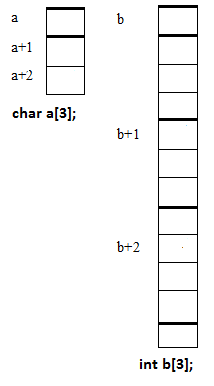 a
a+1
a+2
char a[3];
b
b+1
b+2
int b[3];